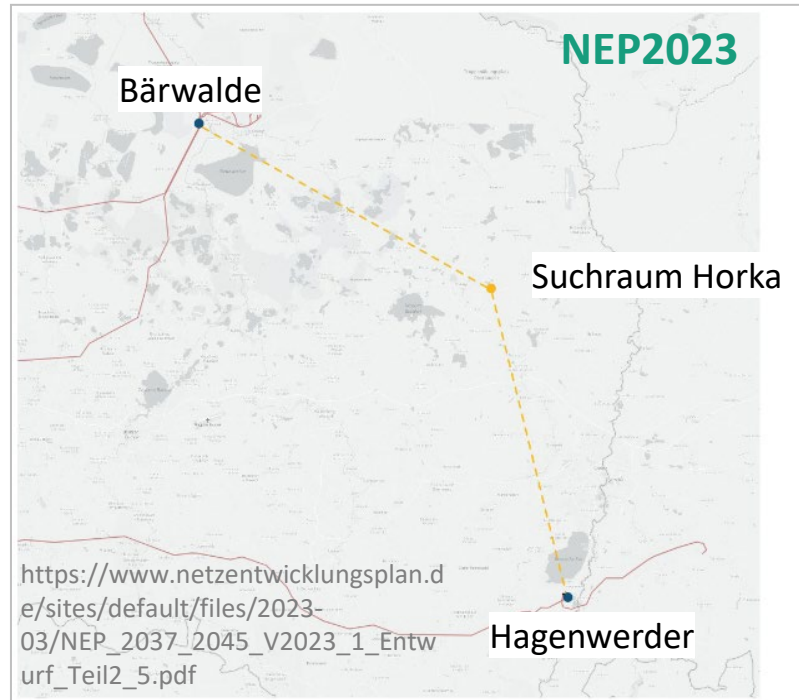 NEP2023
Bärwalde
Suchraum Horka
https://www.netzentwicklungsplan.d
e/sites/default/files/2023-
03/NEP_2037_2045_V2023_1_Entw
urf_Teil2_5.pdf
Hagenwerder